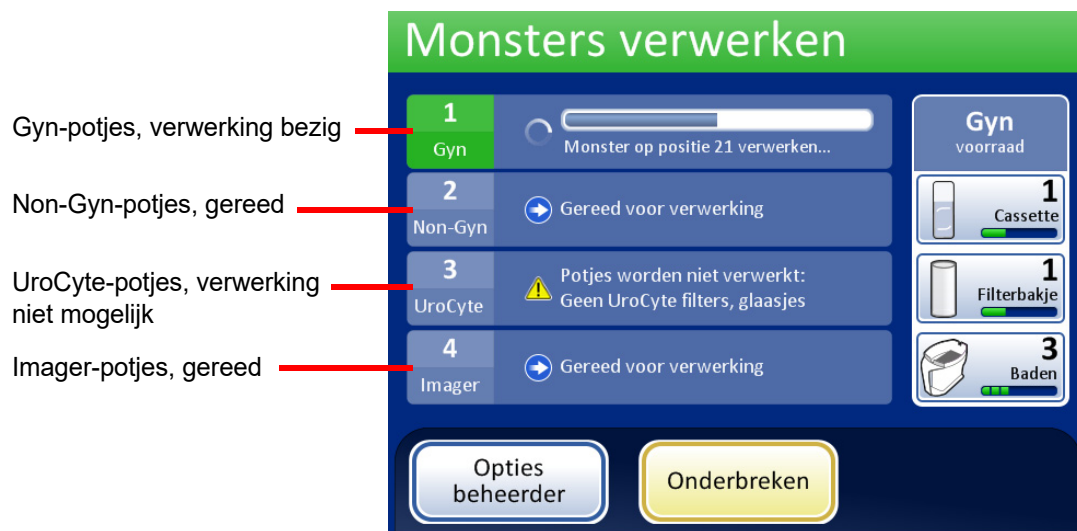 Monsters verwerken
Gyn-potjes, verwerking bezig
1
Gyn
Monster op positie 21 verwerken...
Non-Gyn-potjes, gereed
2
Non-Gyn
Gereed voor verwerking
UroCyte-potjes, verwerking
niet mogelijk
3
UroCyte
Potjes worden niet verwerkt:
Geen UroCyte filters, glaasjes
Imager-potjes, gereed
4
Imager
Gereed voor verwerking
Gyn
voorraad
1
Cassette
1
Filterbakje
3
Baden
Opties
beheerder
Onderbreken